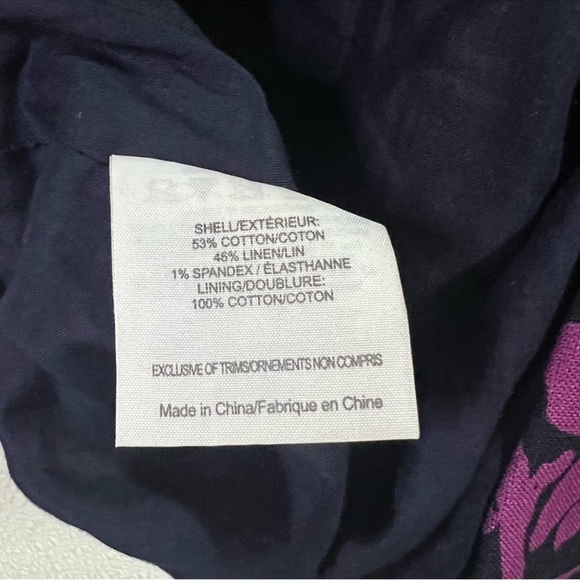 SHELL/EXTÉRIEUR:
53% COTTON/COTON
46% LINEN/LIN
1% SPANDEX / ÉLASTHANNE
LINING/DOUBLURE:
100% COTTON/COTON
EXCLUSIVE OF TRIMS/ORNEMENTS NON COMPRIS
Made in China/Fabrique en Chine